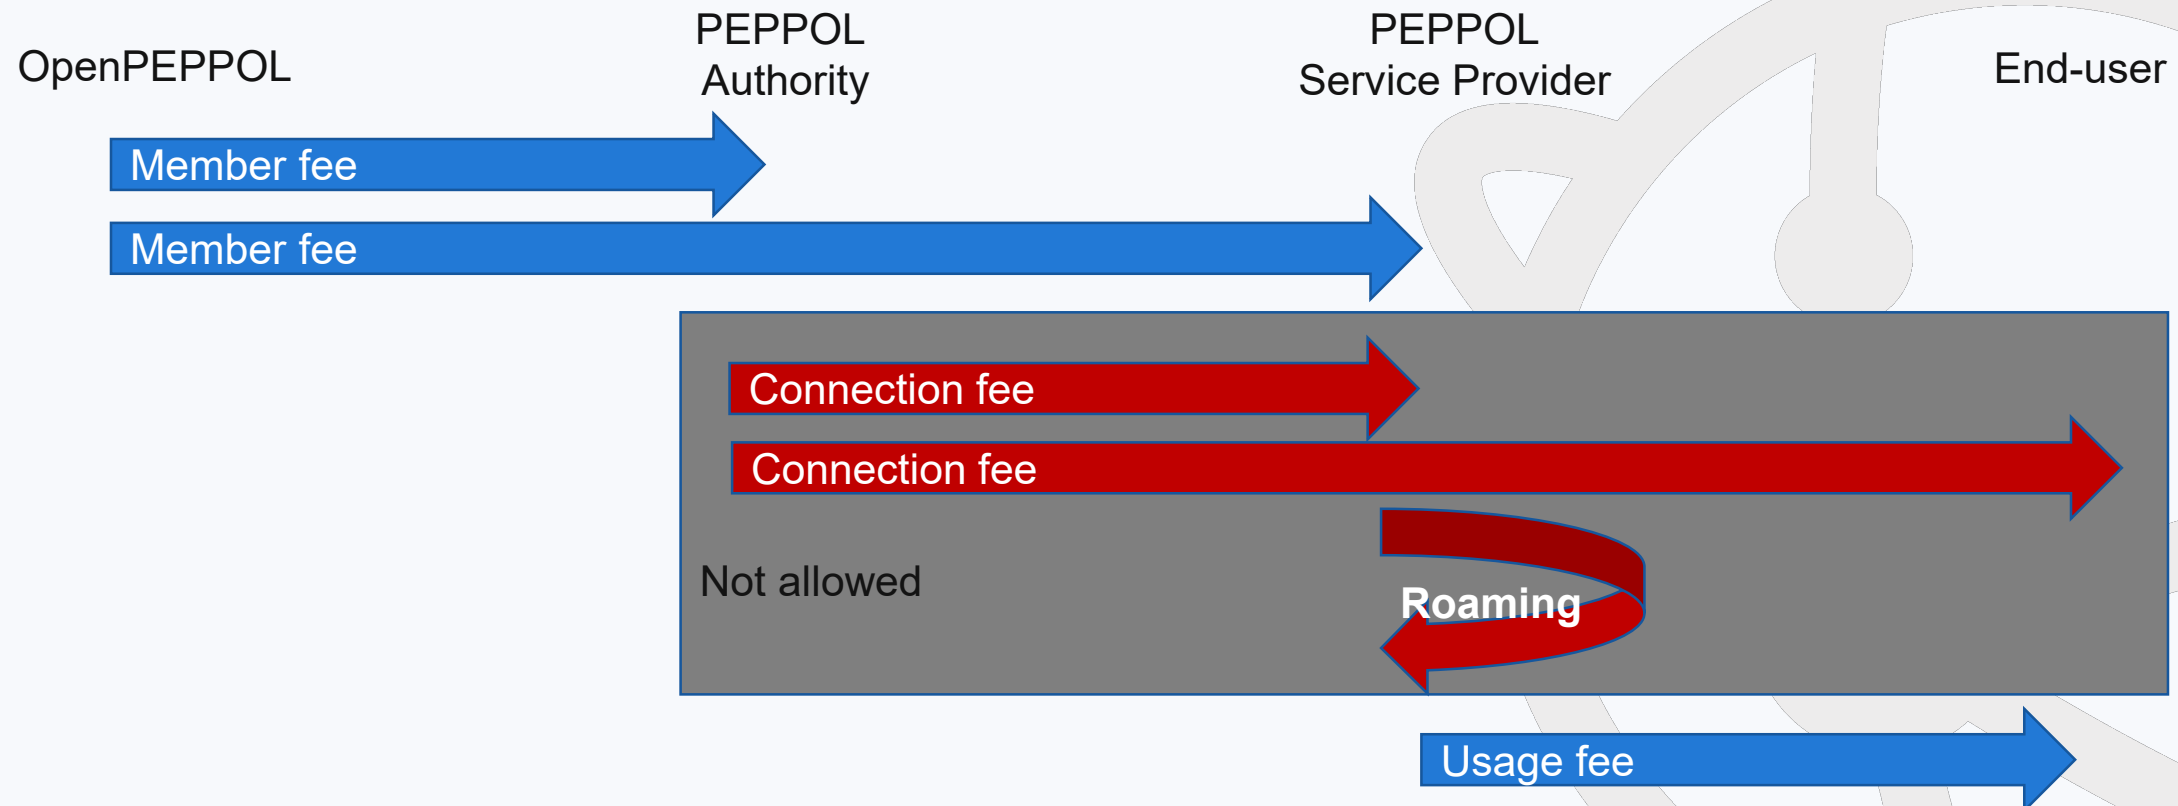 OpenPEPPOL
PEPPOL
Authority
PEPPOL
Service Provider
End-user
Member fee
Member fee
Connection fee
Connection fee
Not allowed
Roaming
Usage fee